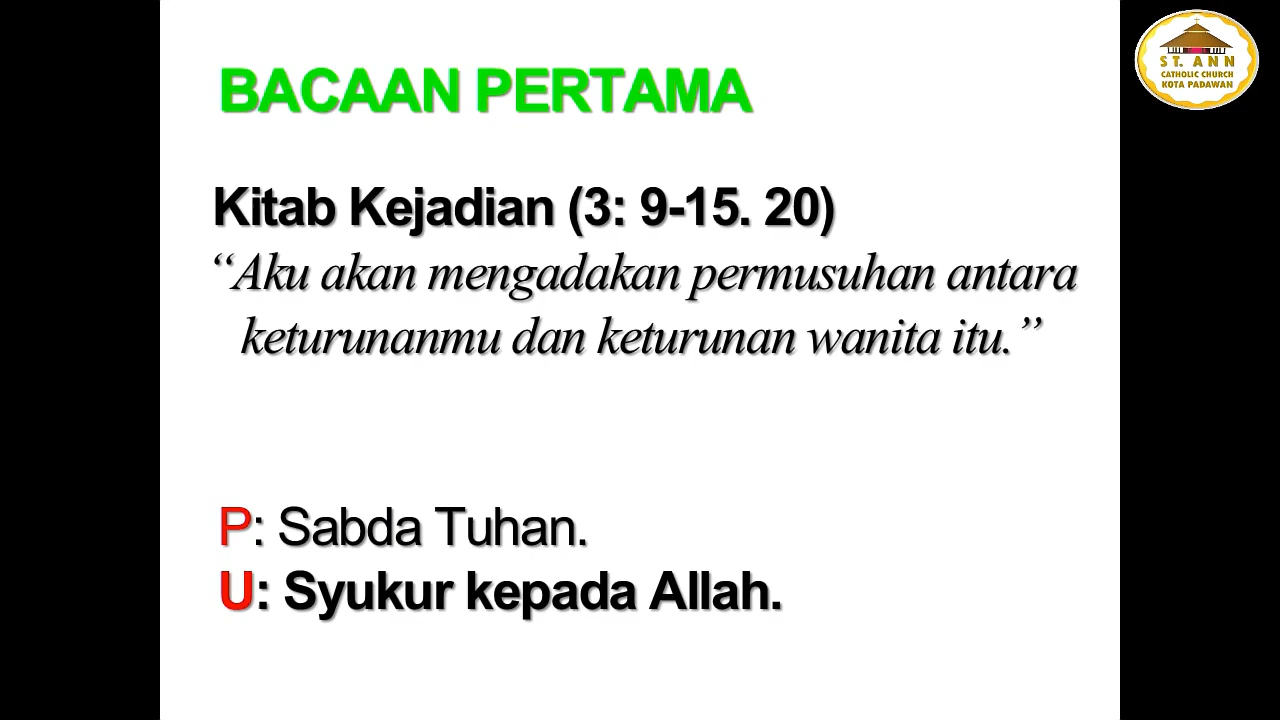 BACAAN PERTAMA
ST. ANN
CATHOLIC CHURCH
KOTA PADAWAN
Kitab Kejadian (3: 9-15. 20)
“Aku akan mengadakan permusuhan antara
keturunanmu dan keturunan wanita itu.”
P: Sabda Tuhan.
U: Syukur kepada Allah.